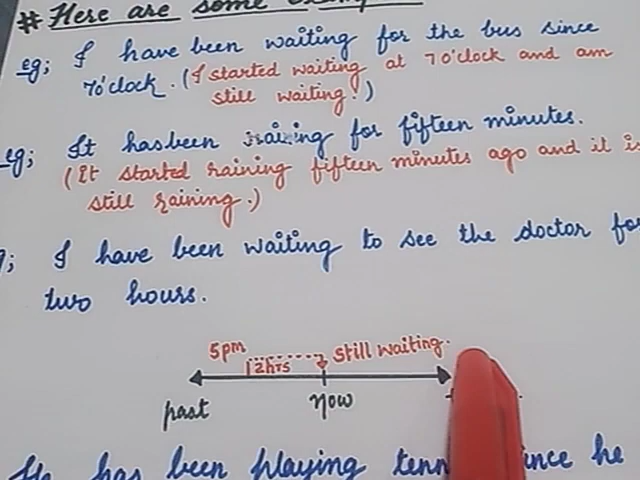 # Here are some
eg; I have been waiting for the bus since
7o'clock. (I started waiting at 7o'clock and am
still waiting.)
eg; It hasbeen raining for fifteen minutes.
(It started raining fifteen minutes ago and it is
still raining.)
; I have been waiting to see the doctor for
two hours.
5pm
2hrs still waiting.
past now
He has been playing since he